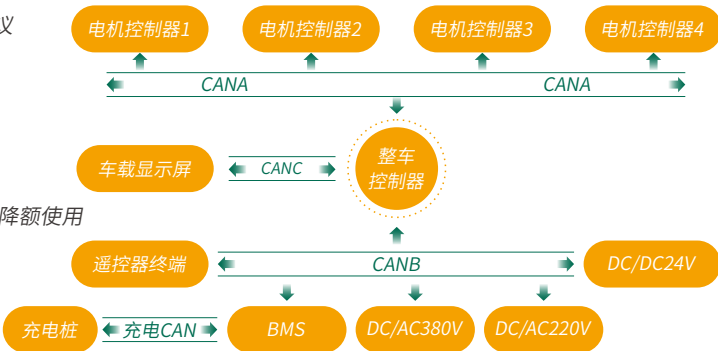 议
电机控制器1
电机控制器2
电机控制器3
电机控制器4
CANA
CANA
车载显示屏
CANC
整车
控制器
降额使用
遥控器终端
CANB
DC/DC24V
充电桩
充电CAN
BMS
DC/AC380V
DC/AC220V